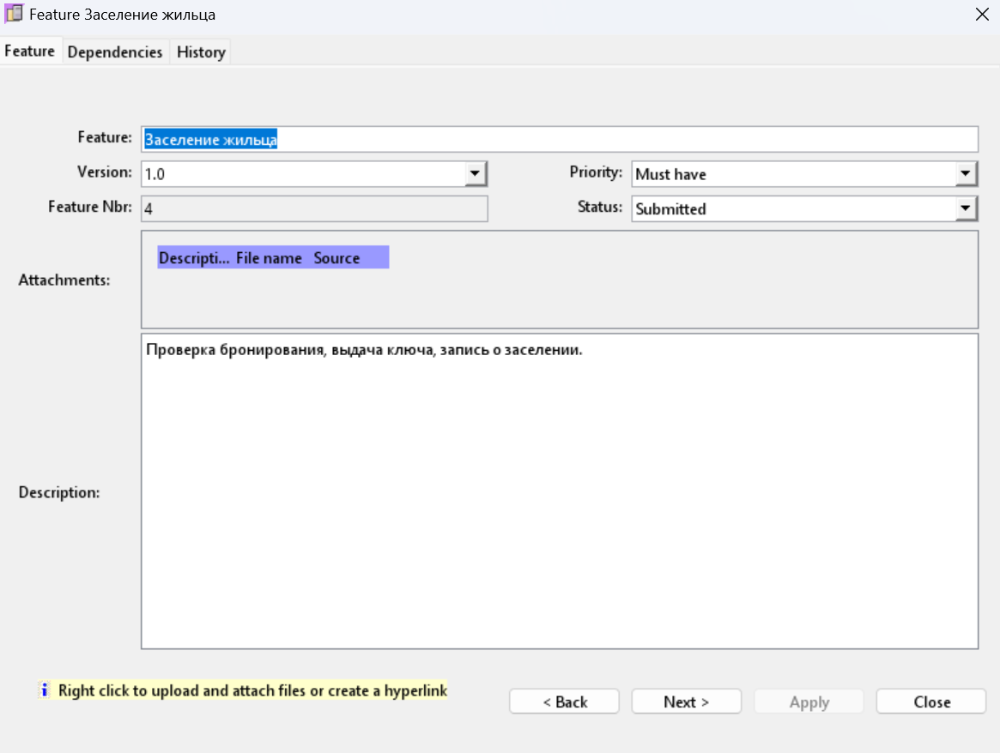 Feature Заселение жильца
Feature Dependencies History
Feature: Заселение жильца
Version: 1.0 Priority: Must have
Feature Nbr: 4 Status: Submitted
Attachments:
Descripti... File name Source
Description:
Проверка бронирования, выдача ключа, запись о заселении.
Right click to upload and attach files or create a hyperlink
< Back Next > Apply Close